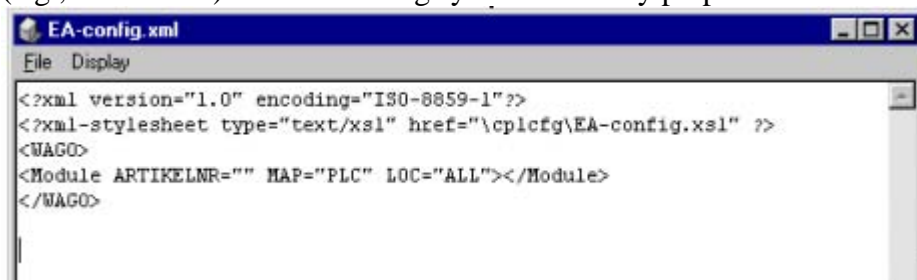 EA-config.xml
File Display
<?xml version="1.0" encoding="ISO-8859-1"?>
<?xml-stylesheet type="text/xsl" href="\cplcfg\EA-config.xsl" ?>
<WAGO>
<Module ARTIKELNR="" MAP="PLC" LOC="ALL"></Module>
</WAGO>